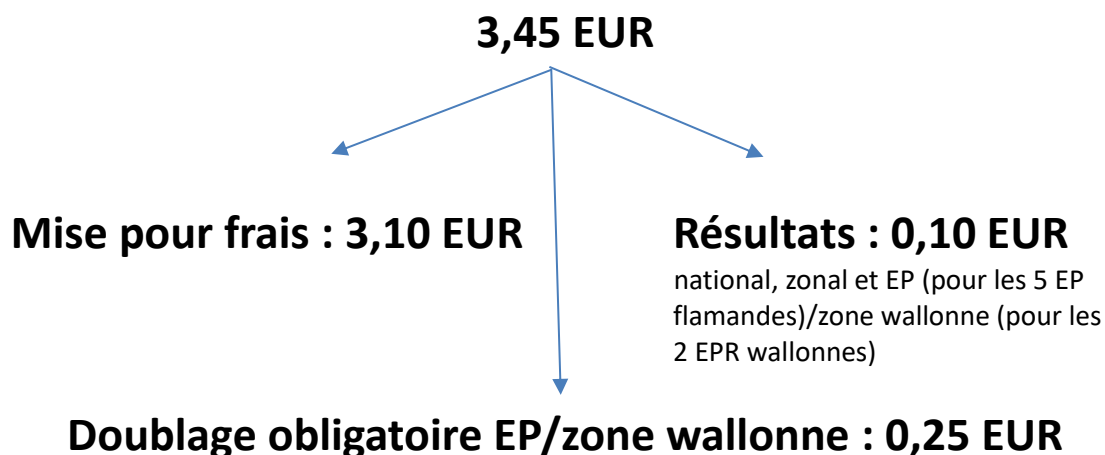 3,45 EUR
Mise pour frais : 3,10 EUR
Résultats : 0,10 EUR
national, zonal et EP (pour les 5 EP
flamandes)/zone wallonne (pour les
2 EPR wallonnes)
Doublage obligatoire EP/zone wallonne : 0,25 EUR